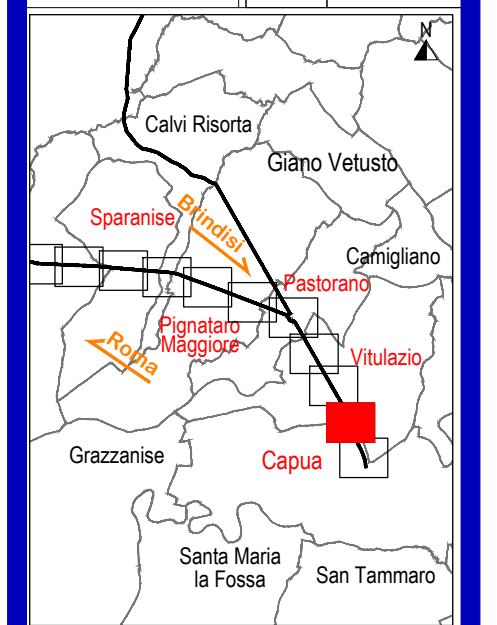 N
Calvi Risorta
Giano Vetusto
Sparanise
Brindisi
Camigliano
Pastorano
Pignataro
Maggiore
Roma
Vitulazio
Grazzanise
Capua
Santa Maria
la Fossa
San Tammaro